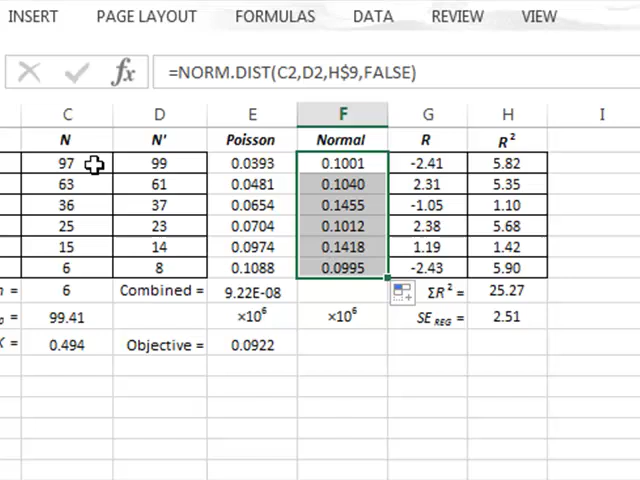 INSERT PAGE LAYOUT FORMULAS DATA REVIEW VIEW
fx =NORM.DIST(C2,D2,H$9,FALSE)
C D E F G H I
N N' Poisson Normal R R²
97 99 0.0393 0.1001 -2.41 5.82
63 61 0.0481 0.1040 2.31 5.35
36 37 0.0654 0.1455 -1.05 1.10
25 23 0.0704 0.1012 2.38 5.68
15 14 0.0974 0.1418 1.19 1.42
6 8 0.1088 0.0995 -2.43 5.90
n = 6 Combined = 9.22E-08 ΣR² = 25.27
0 = 99.41 ×10⁶ ×10⁶ SE REG = 2.51
K = 0.494 Objective = 0.0922